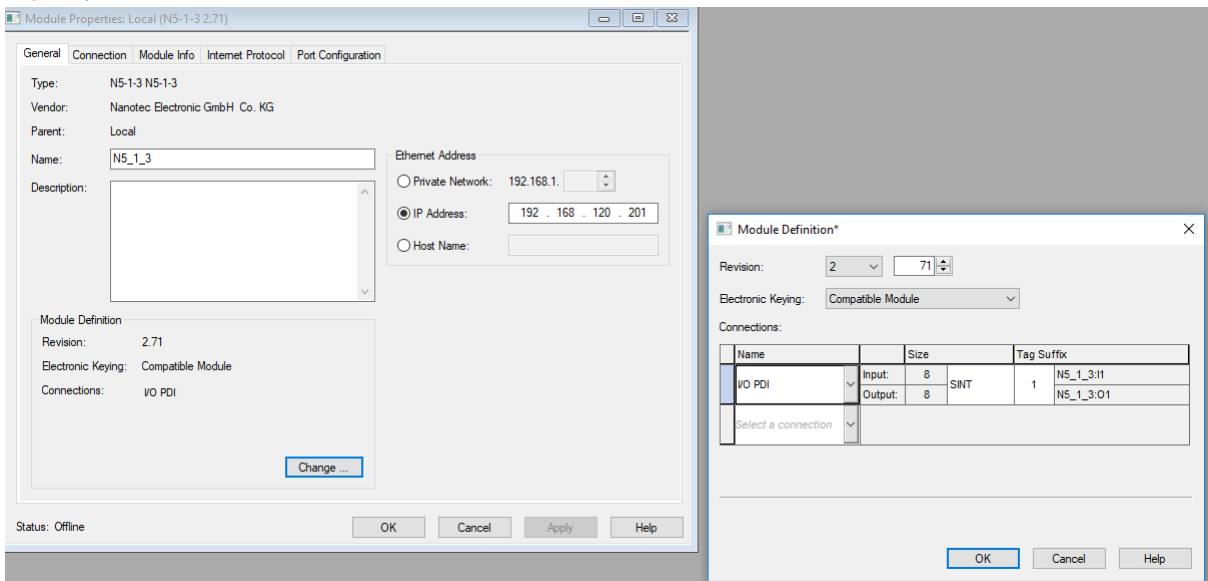 Module Properties: Local (N5-1-3 2.71)
General Connection Module Info Internet Protocol Port Configuration
Type: N5-1-3 N5-1-3
Vendor: Nanotec Electronic GmbH Co. KG
Parent: Local
Name: N5_1_3
Description:
Ethernet Address
Private Network: 192.168.1.
IP Address: 192 . 168 . 120 . 201
Host Name:
Module Definition
Revision: 2.71
Electronic Keying: Compatible Module
Connections: I/O PDI
Change ...
Status: Offline
OK Cancel Apply Help
Module Definition*
Revision: 2 71
Electronic Keying: Compatible Module
Connections:
Name Size Tag Suffix
I/O PDI Input: 8 SINT 1 N5_1_3:I1
Output: 8 N5_1_3:O1
Select a connection
OK Cancel Help